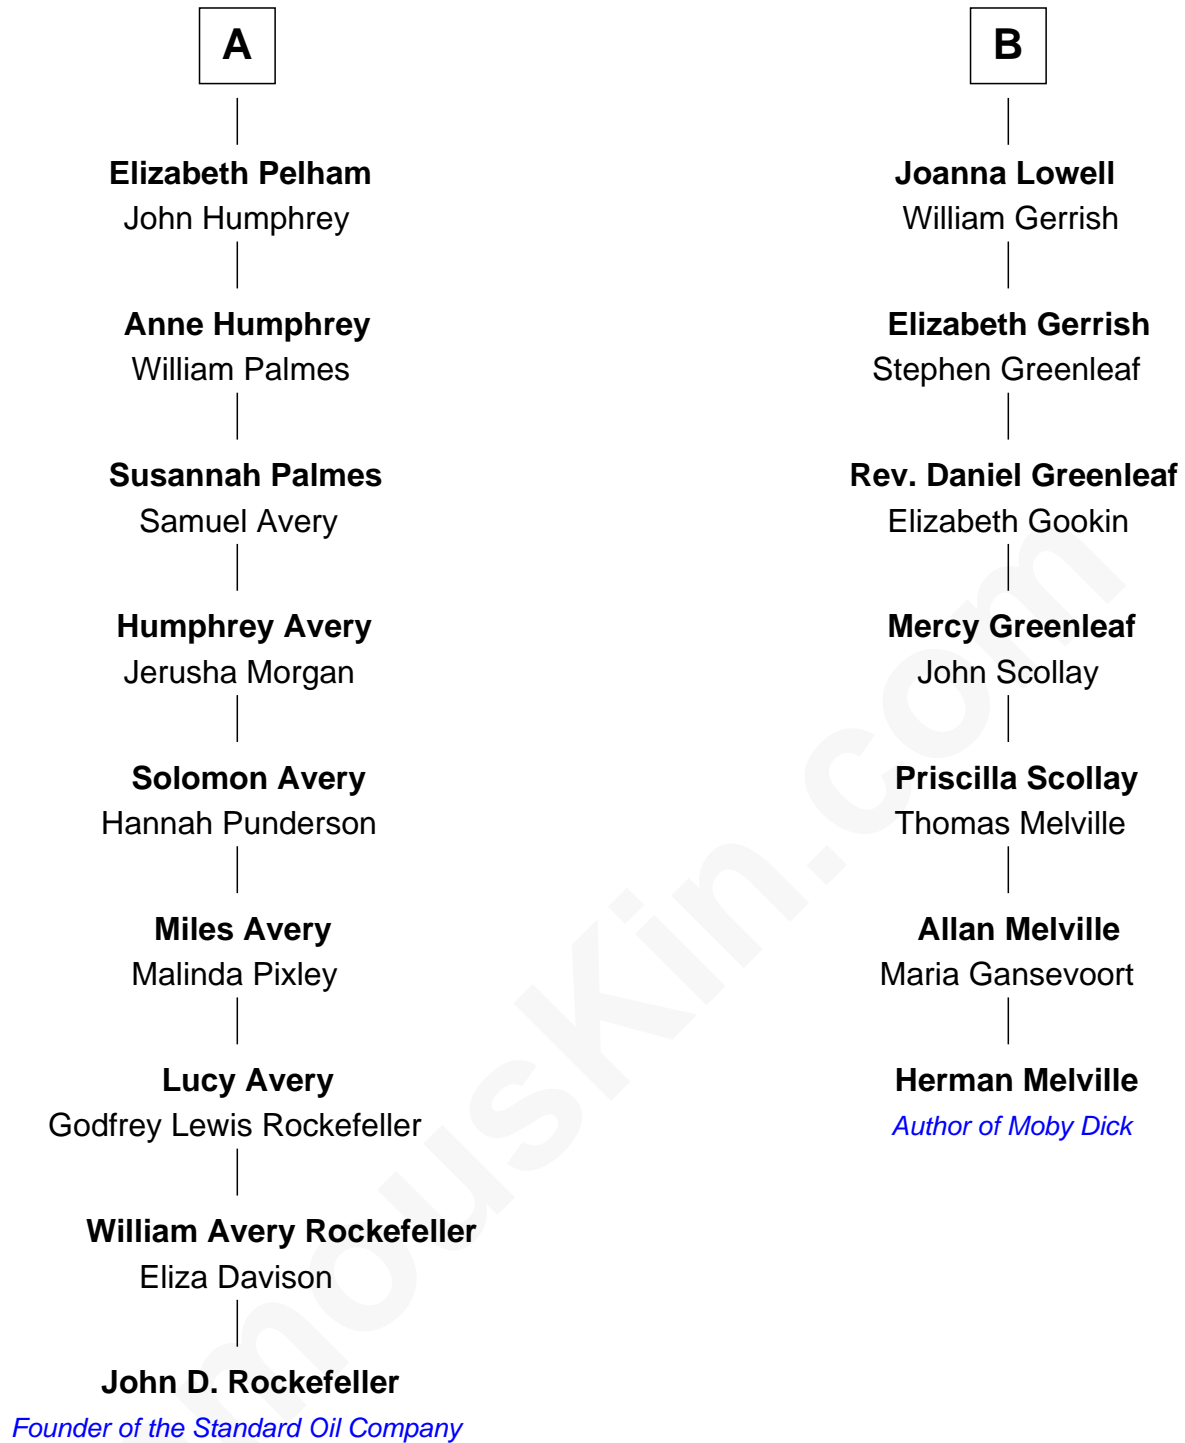 A
Elizabeth Pelham
John Humphrey
Anne Humphrey
William Palmes
Susannah Palmes
Samuel Avery
Humphrey Avery
Jerusha Morgan
Solomon Avery
Hannah Punderson
Miles Avery
Malinda Pixley
Lucy Avery
Godfrey Lewis Rockefeller
William Avery Rockefeller
Eliza Davison
John D. Rockefeller
Founder of the Standard Oil Company
B
Joanna Lowell
William Gerrish
Elizabeth Gerrish
Stephen Greenleaf
Rev. Daniel Greenleaf
Elizabeth Gookin
Mercy Greenleaf
John Scollay
Priscilla Scollay
Thomas Melville
Allan Melville
Maria Gansevoort
Herman Melville
Author of Moby Dick
mousKin.com